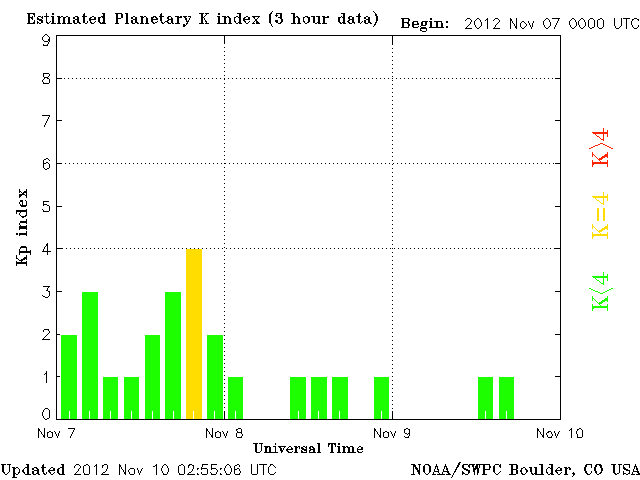 Estimated Planetary K index (3 hour data) Begin: 2012 Nov 07 0000 UTC
9
8
7
6
5
4
3
2
1
0
Kp index
K>4
K=4
K<4
Nov 7 Nov 8 Nov 9 Nov 10
Universal Time
Updated 2012 Nov 10 02:55:06 UTC NOAA/SWPC Boulder, CO USA